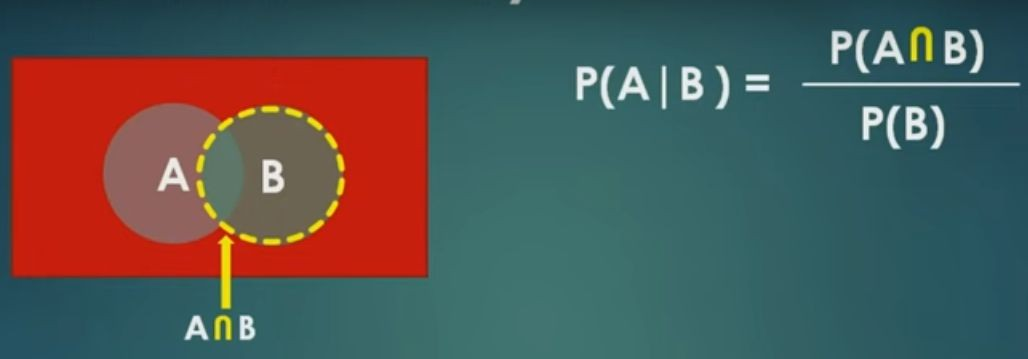 A B
A∩B
P(A|B) = P(A∩B)
P(B)